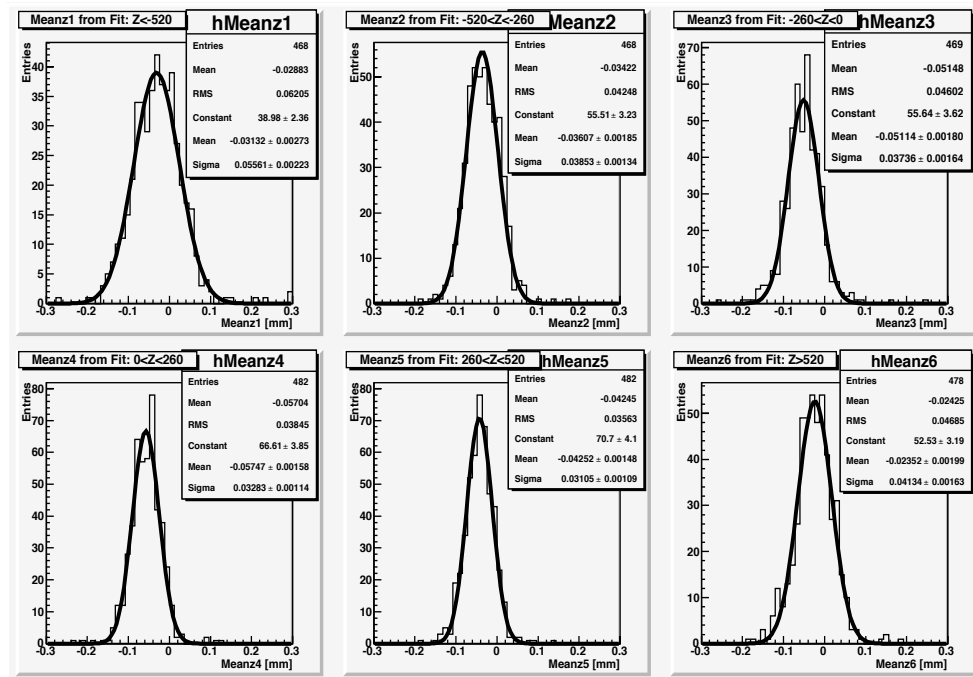 Meanz1 from Fit: Z<-520
hMeanz1
Entries 468
Mean -0.02883
RMS 0.06205
Constant 38.98 ± 2.36
Mean -0.03132 ± 0.00273
Sigma 0.05561 ± 0.00223
Entries
40
35
30
25
20
15
10
5
0
-0.3 -0.2 -0.1 0 0.1 0.2 0.3
Meanz1 [mm]
Meanz2 from Fit: -520<Z<-260
Meanz2
Entries 468
Mean -0.03422
RMS 0.04248
Constant 55.51 ± 3.23
Mean -0.03607 ± 0.00185
Sigma 0.03853 ± 0.00134
Entries
50
40
30
20
10
0
-0.3 -0.2 -0.1 0 0.1 0.2 0.3
Meanz2 [mm]
Meanz3 from Fit: -260<Z<0
hMeanz3
Entries 469
Mean -0.05148
RMS 0.04602
Constant 55.64 ± 3.62
Mean -0.05114 ± 0.00180
Sigma 0.03736 ± 0.00164
Entries
70
60
50
40
30
20
10
0
-0.3 -0.2 -0.1 0 0.1 0.2 0.3
Meanz3 [mm]
Meanz4 from Fit: 0<Z<260
hMeanz4
Entries 482
Mean -0.05704
RMS 0.03845
Constant 66.61 ± 3.85
Mean -0.05747 ± 0.00158
Sigma 0.03283 ± 0.00114
Entries
80
70
60
50
40
30
20
10
0
-0.3 -0.2 -0.1 0 0.1 0.2 0.3
Meanz4 [mm]
Meanz5 from Fit: 260<Z<520
hMeanz5
Entries 482
Mean -0.04245
RMS 0.03563
Constant 70.7 ± 4.1
Mean -0.04252 ± 0.00148
Sigma 0.03105 ± 0.00109
Entries
80
70
60
50
40
30
20
10
0
-0.3 -0.2 -0.1 0 0.1 0.2 0.3
Meanz5 [mm]
Meanz6 from Fit: Z>520
hMeanz6
Entries 478
Mean -0.02425
RMS 0.04685
Constant 52.53 ± 3.19
Mean -0.02352 ± 0.00199
Sigma 0.04134 ± 0.00163
Entries
50
40
30
20
10
0
-0.3 -0.2 -0.1 0 0.1 0.2 0.3
Meanz6 [mm]